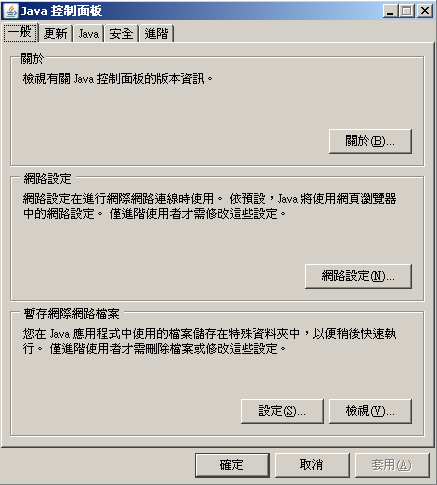 Java 控制面板
一般 更新 Java 安全 進階
關於
檢視有關 Java 控制面板的版本資訊。
關於(B)...
網路設定
網路設定在進行網際網路連線時使用。 依預設，Java 將使用網頁瀏覽器
中的網路設定。 僅進階使用者才需修改這些設定。
網路設定(N)...
暫存網際網路檔案
您在 Java 應用程式中使用的檔案儲存在特殊資料夾中，以便稍後快速執
行。 僅進階使用者才需刪除檔案或修改這些設定。
設定(S)... 檢視(V)...
確定 取消 套用(A)